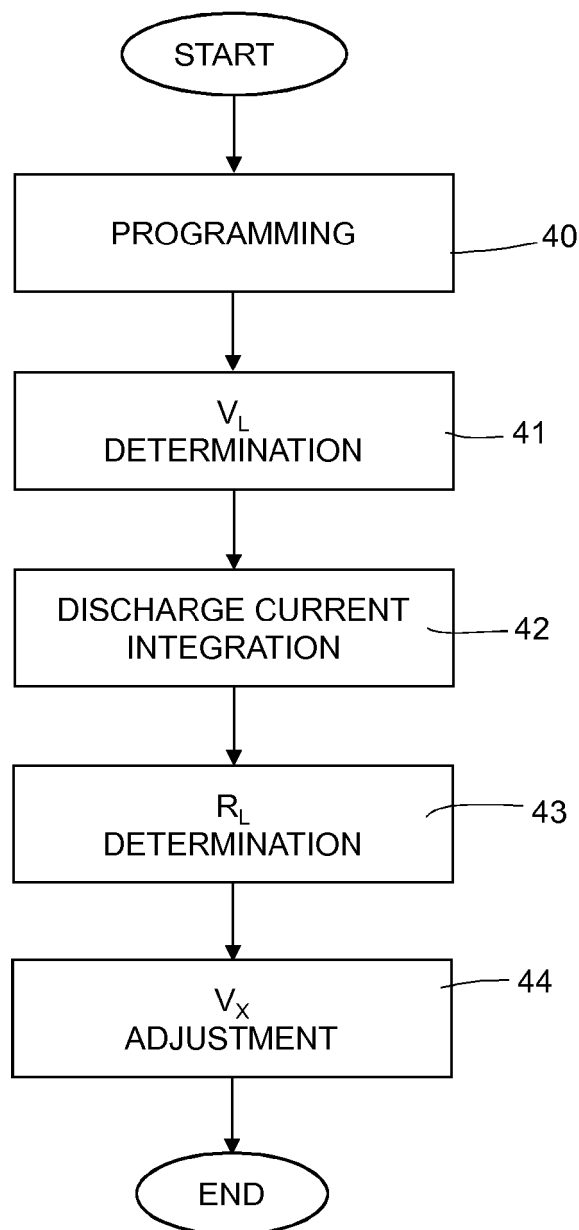 START
PROGRAMMING
40
V_L
DETERMINATION
41
DISCHARGE CURRENT
INTEGRATION
42
R_L
DETERMINATION
43
V_X
ADJUSTMENT
44
END